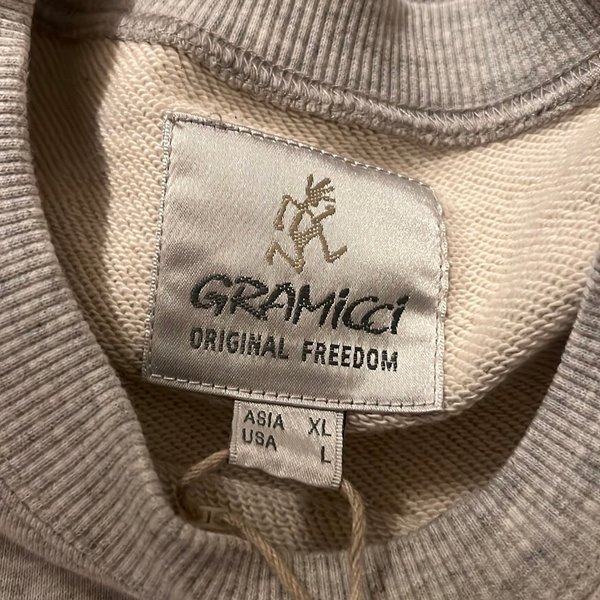 GRAMiCCi
ORIGINAL FREEDOM
ASIA XL
USA L